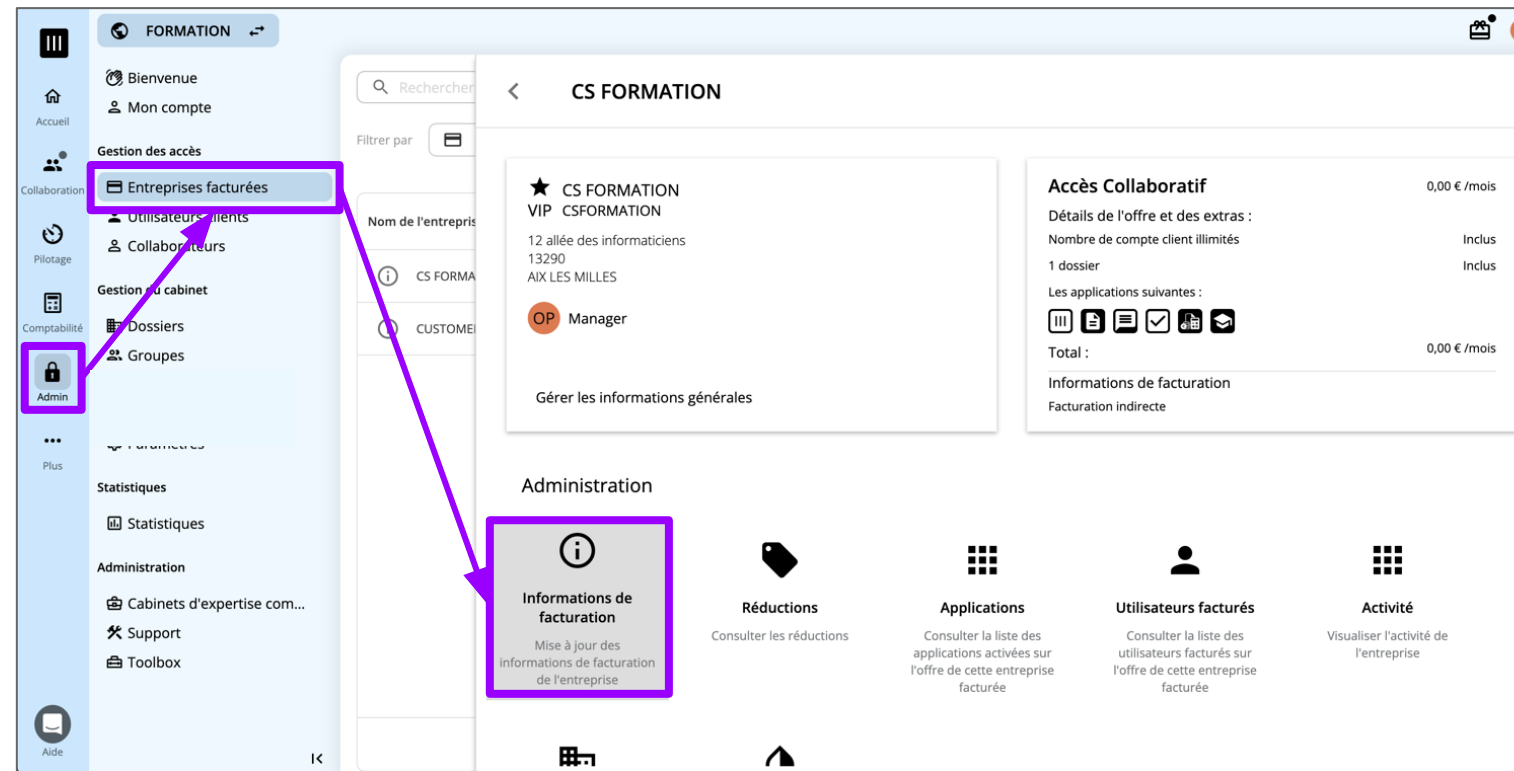 FORMATION
Accueil
Collaboration
Pilotage
Comptabilité
Admin
Plus
Aide
Bienvenue
Mon compte
Gestion des accès
Entreprises facturées
Utilisateurs clients
Collaborateurs
Gestion du cabinet
Dossiers
Groupes
Paramètres
Statistiques
Statistiques
Administration
Cabinets d'expertise com...
Support
Toolbox
Rechercher
Filtrer par
Nom de l'entrepris
CS FORMA
CUSTOME
CS FORMATION
CS FORMATION
VIP CSFORMATION
12 allée des informaticiens
13290
AIX LES MILLES
OP Manager
Gérer les informations générales
Accès Collaboratif 0,00 € /mois
Détails de l'offre et des extras :
Nombre de compte client illimités Inclus
1 dossier Inclus
Les applications suivantes :
Total : 0,00 € /mois
Informations de facturation
Facturation indirecte
Administration
Informations de
facturation
Mise à jour des
informations de facturation
de l'entreprise
Réductions
Consulter les réductions
Applications
Consulter la liste des
applications activées sur
l'offre de cette entreprise
facturée
Utilisateurs facturés
Consulter la liste des
utilisateurs facturés sur
l'offre de cette entreprise
facturée
Activité
Visualiser l'activité de
l'entreprise